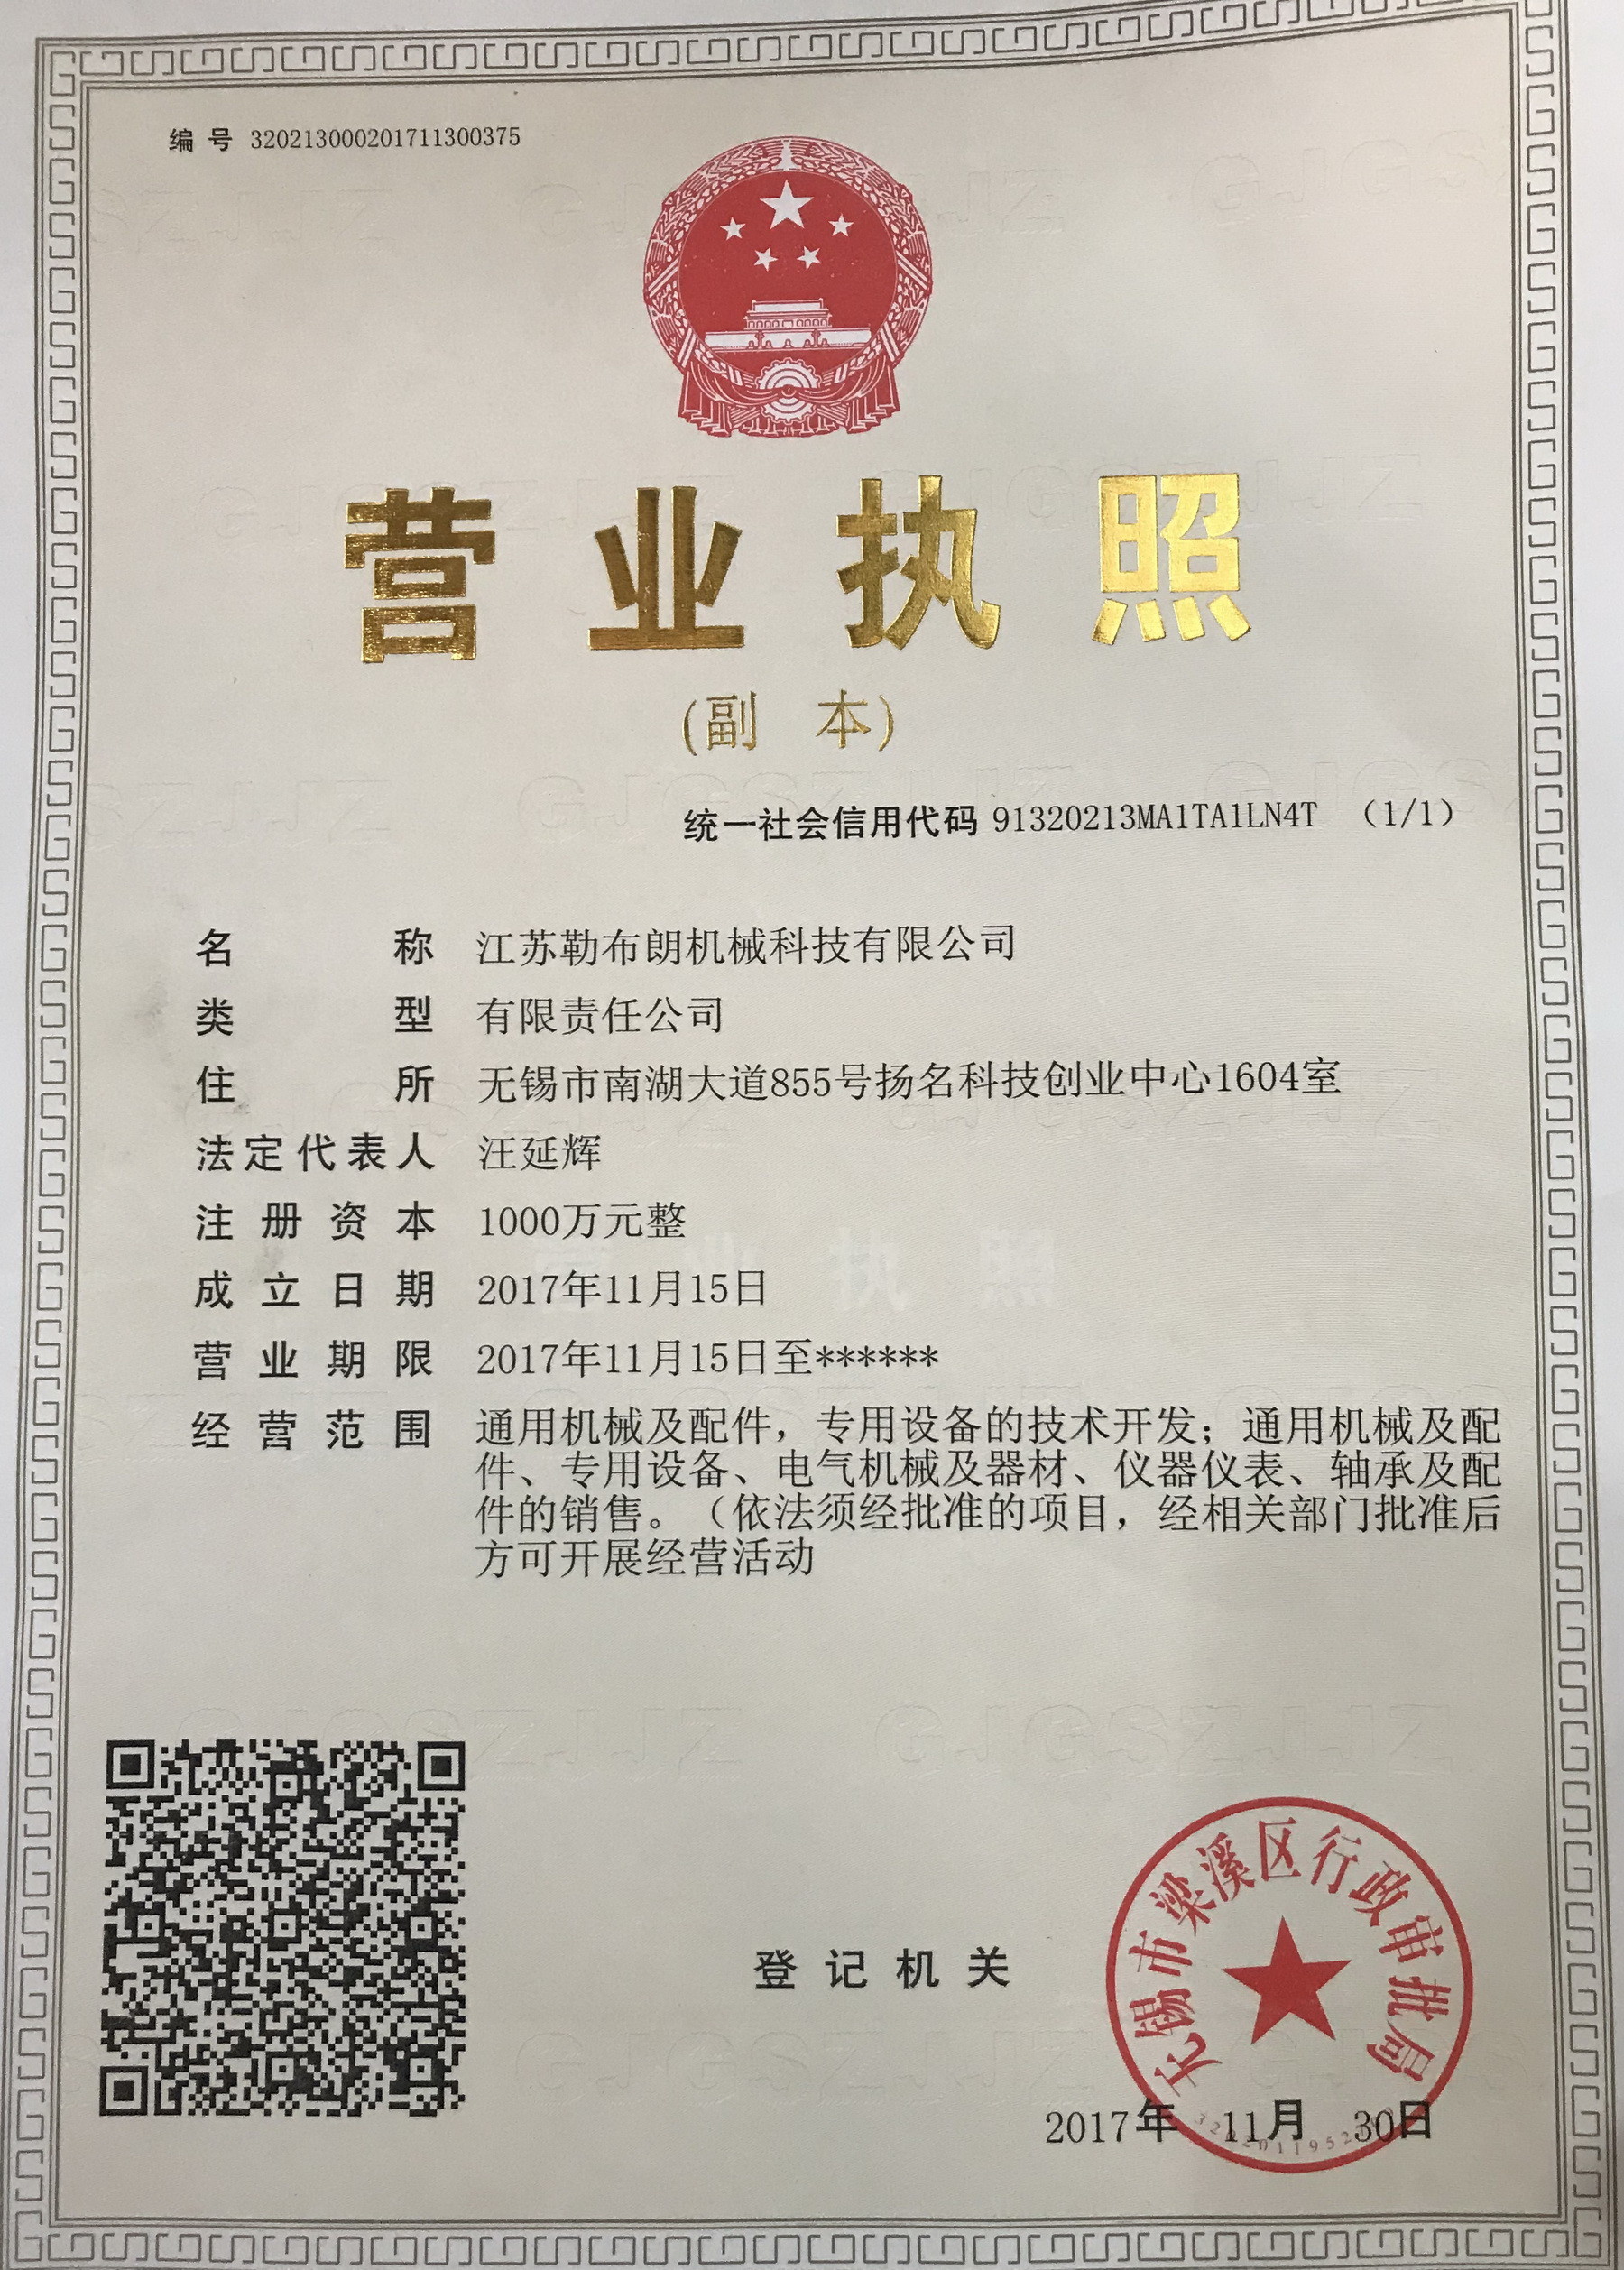 编号 320213000201711300375
营业执照
(副 本)
统一社会信用代码 91320213MA1TA1LN4T （1/1）
名称 江苏勒布朗机械科技有限公司
类型 有限责任公司
住所 无锡市南湖大道855号扬名科技创业中心1604室
法定代表人 汪延辉
注册资本 1000万元整
成立日期 2017年11月15日
营业期限 2017年11月15日至******
经营范围 通用机械及配件，专用设备的技术开发；通用机械及配
件、专用设备、电气机械及器材、仪器仪表、轴承及配
件的销售。（依法须经批准的项目，经相关部门批准后
方可开展经营活动
登记机关
无锡市梁溪区行政审批局
2017年 11月 30日